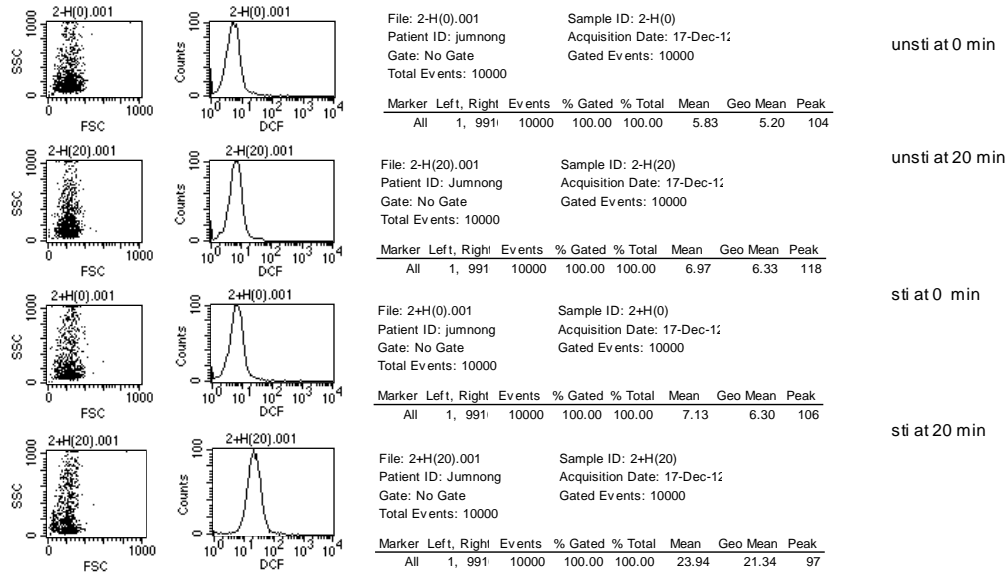 2-H(0).001
SSC
0 1000
0 1000
FSC
2-H(0).001
Counts
0 100
10^0 10^1 10^2 10^3 10^4
DCF
File: 2-H(0).001 Sample ID: 2-H(0)
Patient ID: jumnong Acquisition Date: 17-Dec-12
Gate: No Gate Gated Events: 10000
Total Events: 10000
Marker Left, Right Events % Gated % Total Mean Geo Mean Peak
All 1, 991 10000 100.00 100.00 5.83 5.20 104
unsti at 0 min
2-H(20).001
SSC
0 1000
0 1000
FSC
2-H(20).001
Counts
0 100
10^0 10^1 10^2 10^3 10^4
DCF
File: 2-H(20).001 Sample ID: 2-H(20)
Patient ID: Jumnong Acquisition Date: 17-Dec-12
Gate: No Gate Gated Events: 10000
Total Events: 10000
Marker Left, Right Events % Gated % Total Mean Geo Mean Peak
All 1, 991 10000 100.00 100.00 6.97 6.33 118
unsti at 20 min
2+H(0).001
SSC
0 1000
0 1000
FSC
2+H(0).001
Counts
0 100
10^0 10^1 10^2 10^3 10^4
DCF
File: 2+H(0).001 Sample ID: 2+H(0)
Patient ID: jumnong Acquisition Date: 17-Dec-12
Gate: No Gate Gated Events: 10000
Total Events: 10000
Marker Left, Right Events % Gated % Total Mean Geo Mean Peak
All 1, 991 10000 100.00 100.00 7.13 6.30 106
sti at 0 min
2+H(20).001
SSC
0 1000
0 1000
FSC
2+H(20).001
Counts
0 100
10^0 10^1 10^2 10^3 10^4
DCF
File: 2+H(20).001 Sample ID: 2+H(20)
Patient ID: Jumnong Acquisition Date: 17-Dec-12
Gate: No Gate Gated Events: 10000
Total Events: 10000
Marker Left, Right Events % Gated % Total Mean Geo Mean Peak
All 1, 991 10000 100.00 100.00 23.94 21.34 97
sti at 20 min